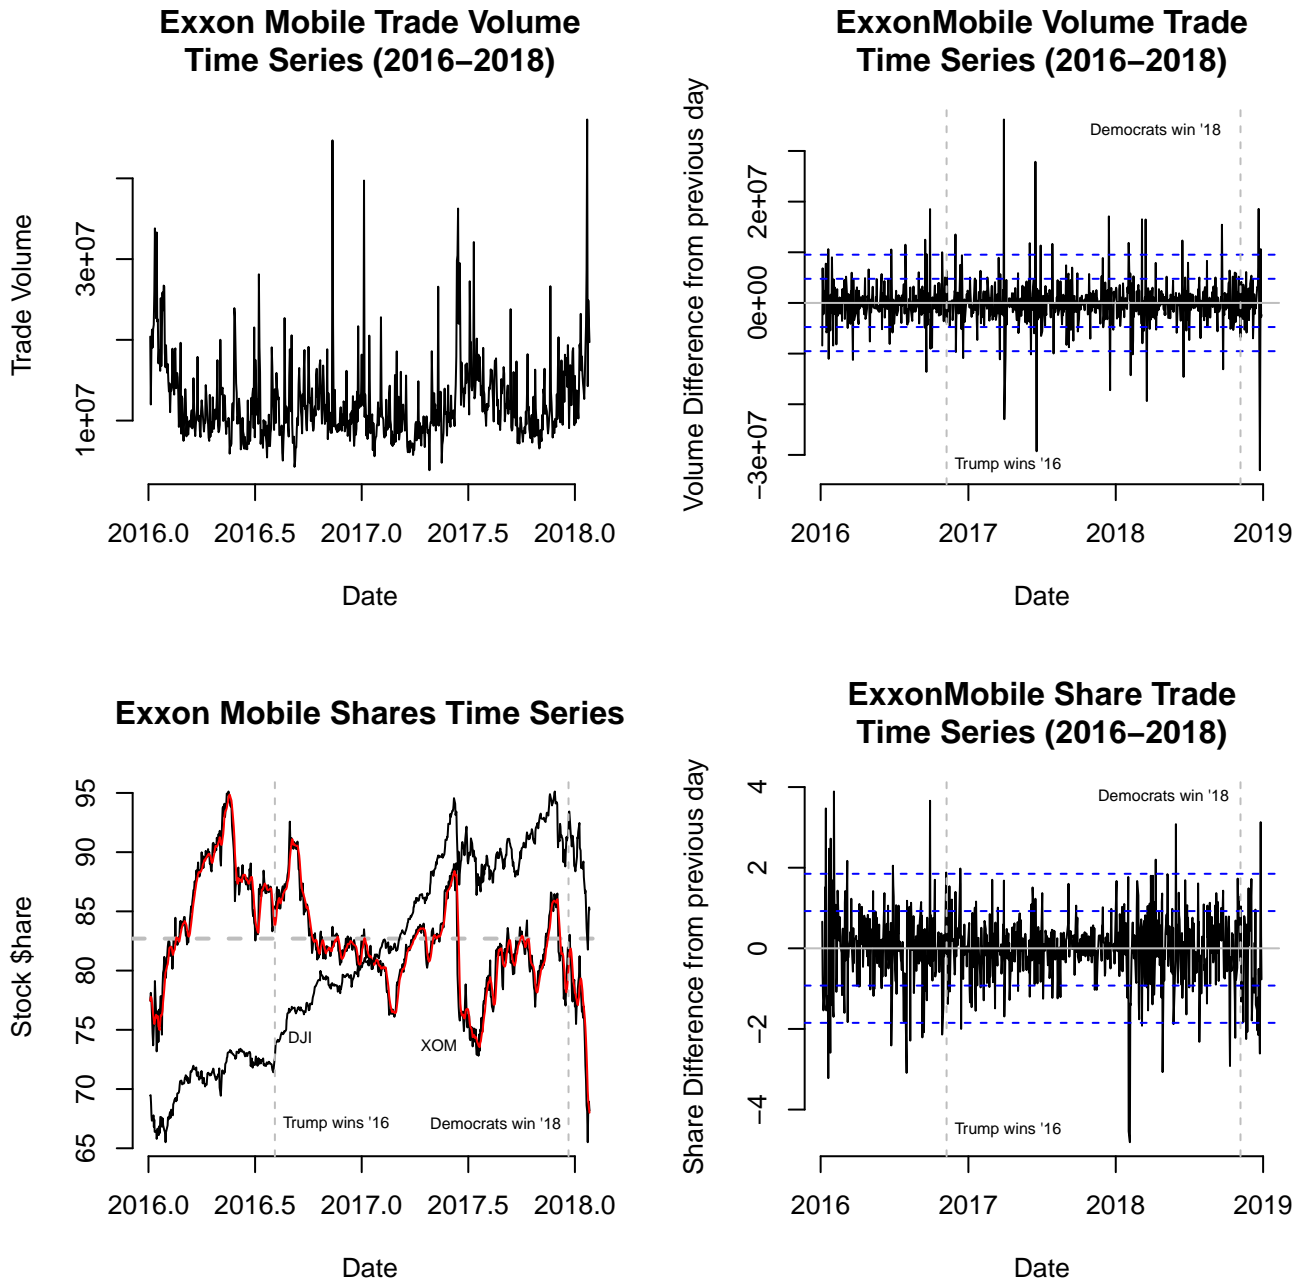 Exxon Mobile Trade Volume
Time Series (2016−2018)
Trade Volume
3e+07
1e+07
2016.0 2016.5 2017.0 2017.5 2018.0
Date
ExxonMobile Volume Trade
Time Series (2016−2018)
Volume Difference from previous day
2e+07
0e+00
−3e+07
Democrats win '18
Trump wins '16
2016 2017 2018 2019
Date
Exxon Mobile Shares Time Series
Stock $hare
95
90
85
80
75
70
65
DJI
XOM
Trump wins '16
Democrats win '18
2016.0 2016.5 2017.0 2017.5 2018.0
Date
ExxonMobile Share Trade
Time Series (2016−2018)
Share Difference from previous day
4
2
0
−2
−4
Democrats win '18
Trump wins '16
2016 2017 2018 2019
Date